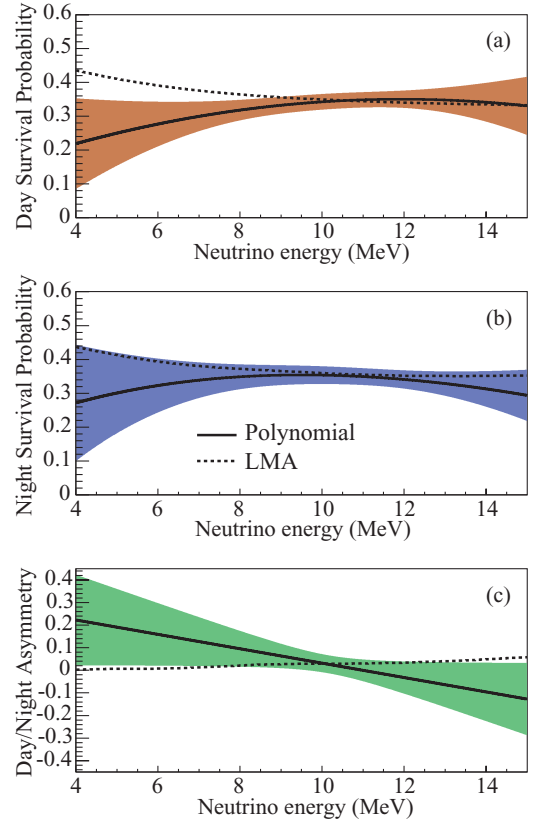 0.6
(a)
0.5
0.4
0.3
0.2
0.1
0
Day Survival Probability
4 6 8 10 12 14
Neutrino energy (MeV)
0.6
(b)
0.5
0.4
0.3
0.2
0.1
0
Night Survival Probability
Polynomial
LMA
4 6 8 10 12 14
Neutrino energy (MeV)
0.4
(c)
0.3
0.2
0.1
0
-0.1
-0.2
-0.3
-0.4
Day/Night Asymmetry
4 6 8 10 12 14
Neutrino energy (MeV)